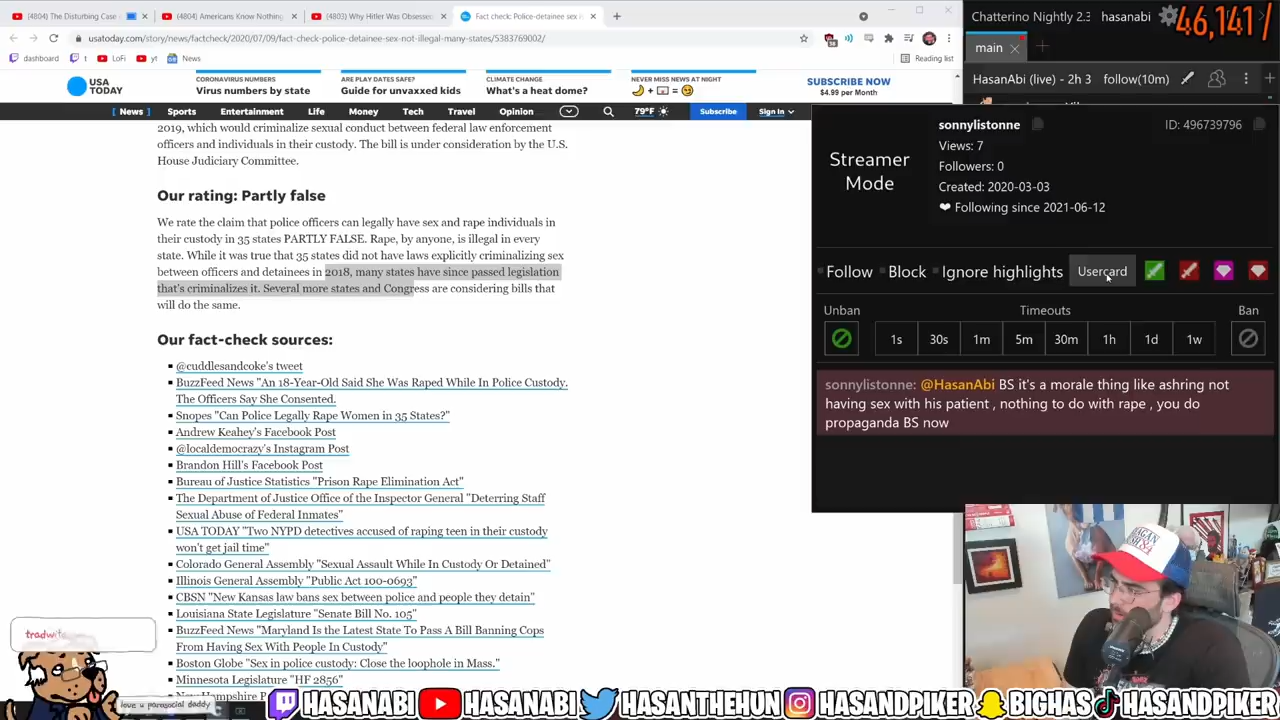 (4804) The Disturbing Case
(4804) Americans Know Nothing
(4803) Why Hitler Was Obsesse
Fact check: Police-detainee sex
usatoday.com/story/news/factcheck/2020/07/09/fact-check-police-detainee-sex-not-illegal-many-states/5383769002/
dashboard
1
LoFi
yt
News
Reading list
USA TODAY
CORONAVIRUS NUMBERS
Virus numbers by state
ARE PLAY DATES SAFE?
Guide for unvaxxed kids
CLIMATE CHANGE
What's a heat dome?
NEVER MISS NEWS AT NIGHT
SUBSCRIBE NOW
$4.99 per Month
[ News ] Sports Entertainment Life Money Tech Travel Opinion 79°F Subscribe Sign In
2019, which would criminalize sexual conduct between federal law enforcement
officers and individuals in their custody. The bill is under consideration by the U.S.
House Judiciary Committee.
Our rating: Partly false
We rate the claim that police officers can legally have sex and rape individuals in
their custody in 35 states PARTLY FALSE. Rape, by anyone, is illegal in every
state. While it was true that 35 states did not have laws explicitly criminalizing sex
between officers and detainees in 2018, many states have since passed legislation
that's criminalizes it. Several more states and Congress are considering bills that
will do the same.
Our fact-check sources:
@cuddlesandcoke's tweet
BuzzFeed News "An 18-Year-Old Said She Was Raped While In Police Custody.
The Officers Say She Consented.
Snopes "Can Police Legally Rape Women in 35 States?"
Andrew Keahey's Facebook Post
@localdemocrazy's Instagram Post
Brandon Hill's Facebook Post
Bureau of Justice Statistics "Prison Rape Elimination Act"
The Department of Justice Office of the Inspector General "Deterring Staff
Sexual Abuse of Federal Inmates"
USA TODAY "Two NYPD detectives accused of raping teen in their custody
won't get jail time"
Colorado General Assembly "Sexual Assault While In Custody Or Detained"
Illinois General Assembly "Public Act 100-0693"
CBSN "New Kansas law bans sex between police and people they detain"
Louisiana State Legislature "Senate Bill No. 105"
BuzzFeed News "Maryland Is the Latest State To Pass A Bill Banning Cops
From Having Sex With People In Custody"
Boston Globe "Sex in police custody: Close the loophole in Mass."
Minnesota Legislature "HF 2856"
New Hampshire
Chatterino Nightly 2.3 hasanabi
46,141 /
main
HasanAbi (live) - 2h 3 follow(10m)
Streamer
Mode
sonnylistonne
ID: 496739796
Views: 7
Followers: 0
Created: 2020-03-03
Following since 2021-06-12
Follow Block Ignore highlights Usercard
Unban Timeouts Ban
1s 30s 1m 5m 30m 1h 1d 1w
sonnylistonne: @HasanAbi BS it's a morale thing like ashring not
having sex with his patient , nothing to do with rape , you do
propaganda BS now
love u parasocial daddy
HASANABI HASANABI HASANTHEHUN HASANDPIKER BIGHAS HASANDPIKER